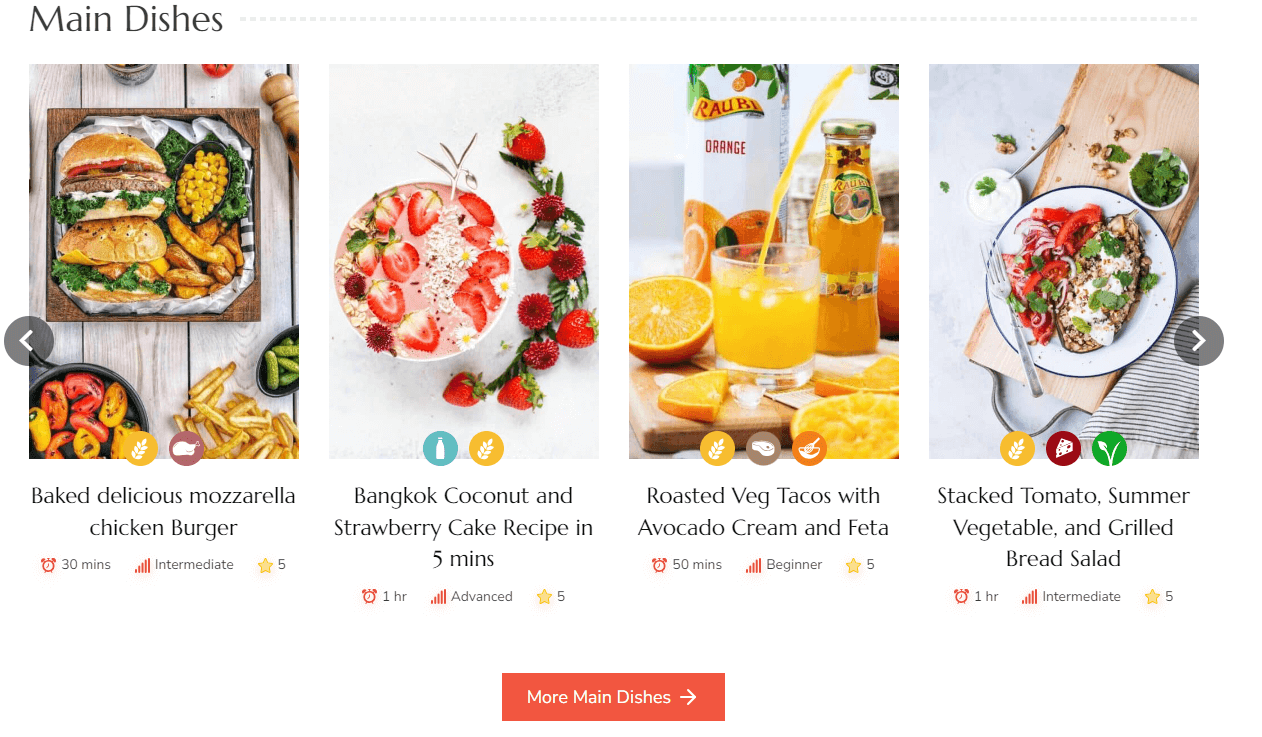 Main Dishes
RAUBI
ORANGE
RAUBI
Baked delicious mozzarella
chicken Burger
30 mins Intermediate 5
Bangkok Coconut and
Strawberry Cake Recipe in
5 mins
1 hr Advanced 5
Roasted Veg Tacos with
Avocado Cream and Feta
50 mins Beginner 5
Stacked Tomato, Summer
Vegetable, and Grilled
Bread Salad
1 hr Intermediate 5
More Main Dishes